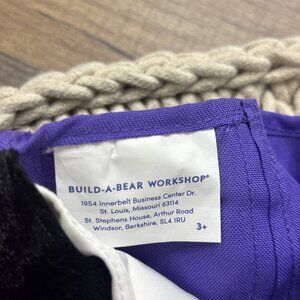 BUILD-A-BEAR WORKSHOP®
1954 Innerbelt Business Center Dr.
St. Louis, Missouri 63114
St. Stephens House, Arthur Road
Windsor, Berkshire, SL4 1RU
3+